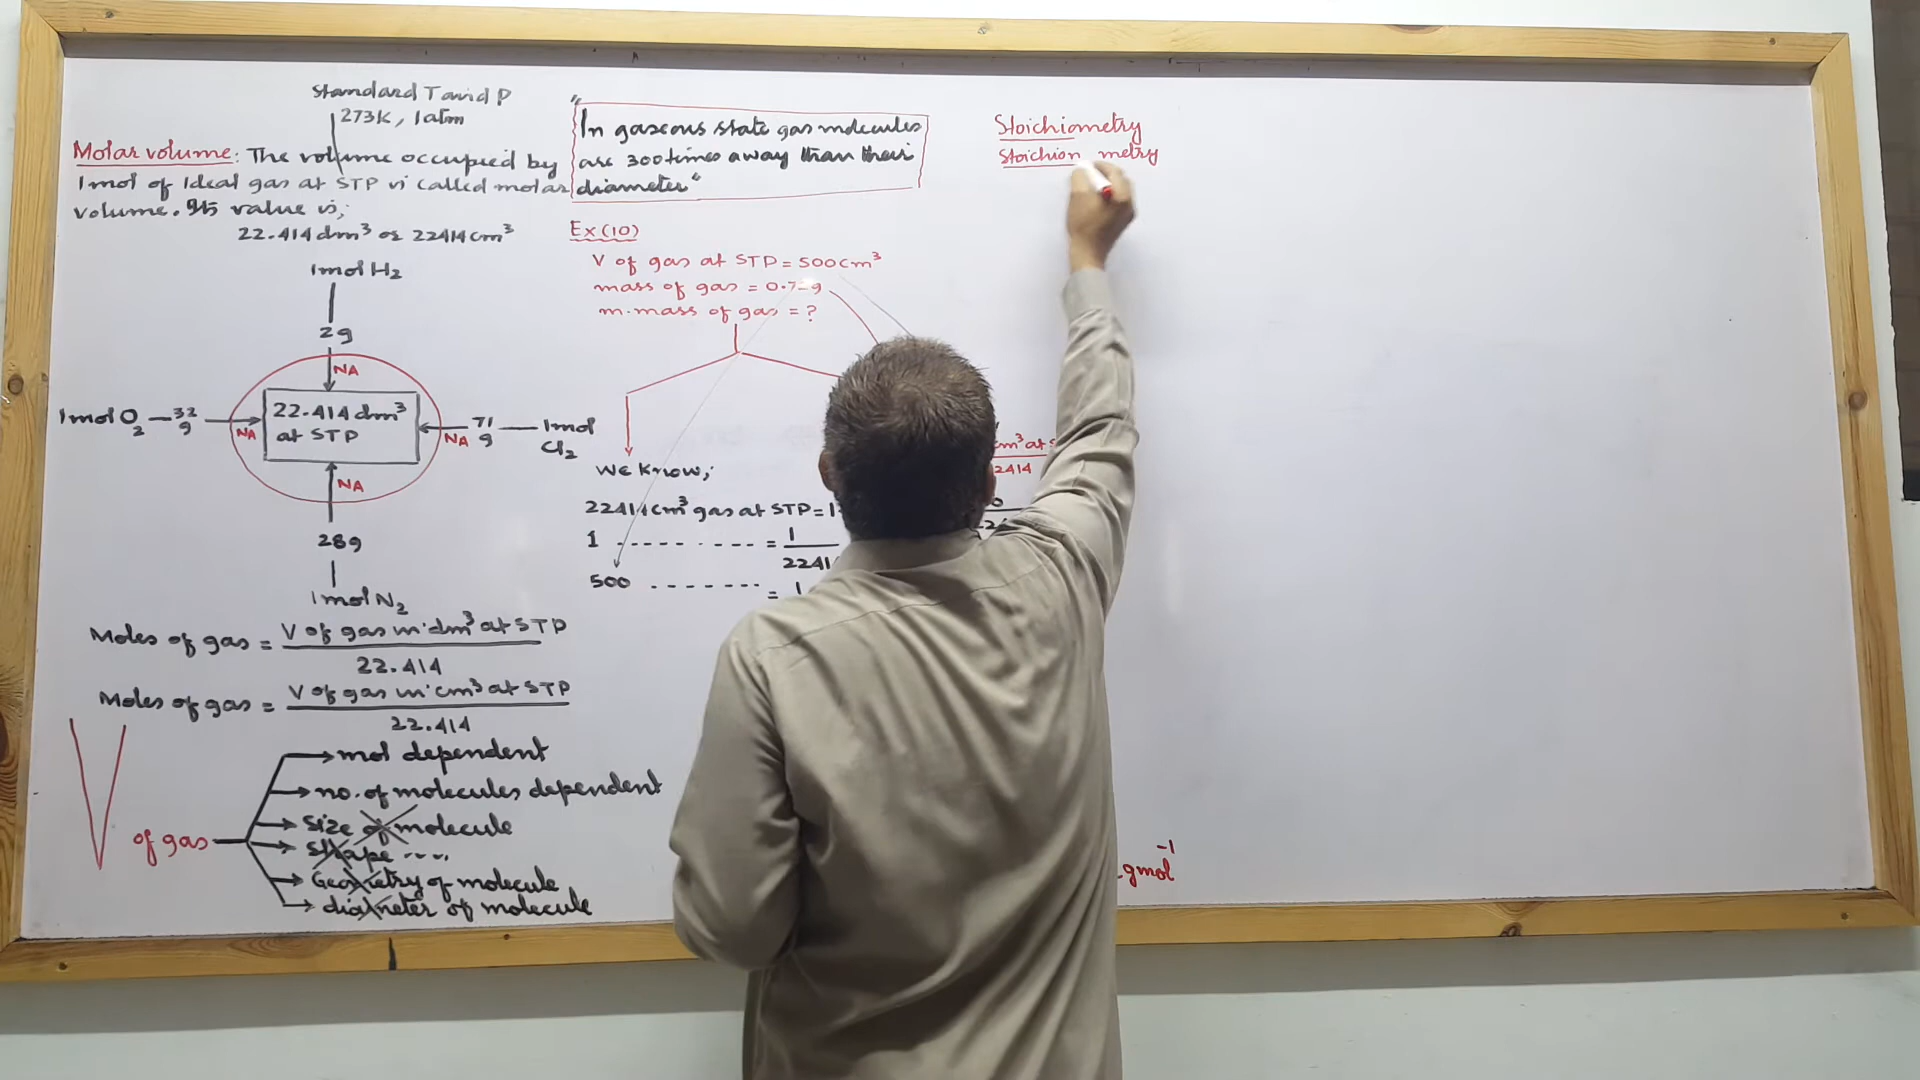 Standard T and P
273K, 1atm
Molar volume: The volume occupied by
1mol of Ideal gas at STP is called molar
volume. Its value is;
22.414 dm³ or 22414 cm³
1mol H₂
2g
NA
1mol O₂ — 32 g
NA
22.414 dm³
at STP
NA
71 g — 1mol Cl₂
NA
28g
1mol N₂
Moles of gas = V of gas in dm³ at STP
22.414
Moles of gas = V of gas in cm³ at STP
22.414
V of gas
mol dependent
no. of molecules dependent
Size of molecule
Shape " "
Geometry of molecule
diameter of molecule
"In gaseous state gas molecules
are 300 times away than their
diameter"
Ex (10)
V of gas at STP = 500 cm³
mass of gas = 0.7 g
m.mass of gas = ?
We know;
22414 cm³ gas at STP = 1
1 - - - - - - - - - = 1
2241
500 - - - - - - - = 1
cm³ at S
2414
gmol⁻¹
Stoichiometry
Stoichion metry